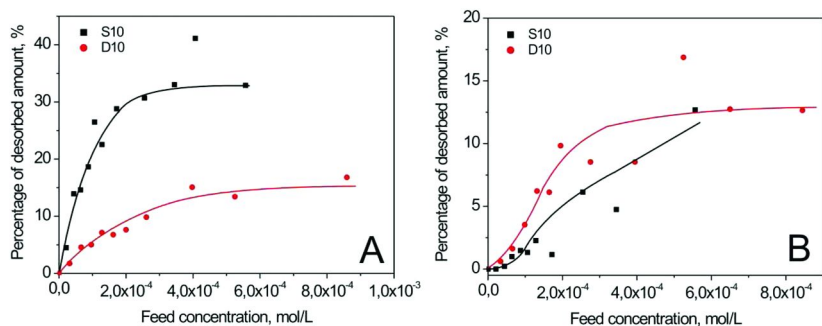 40
30
20
10
0
Percentage of desorbed amount, %
S10
D10
A
0,0
2,0x10⁻⁴
4,0x10⁻⁴
6,0x10⁻⁴
8,0x10⁻⁴
1,0x10⁻³
Feed concentration, mol/L
20
15
10
5
0
Percentage of desorbed amount, %
S10
D10
B
0,0
2,0x10⁻⁴
4,0x10⁻⁴
6,0x10⁻⁴
8,0x10⁻⁴
Feed concentration, mol/L